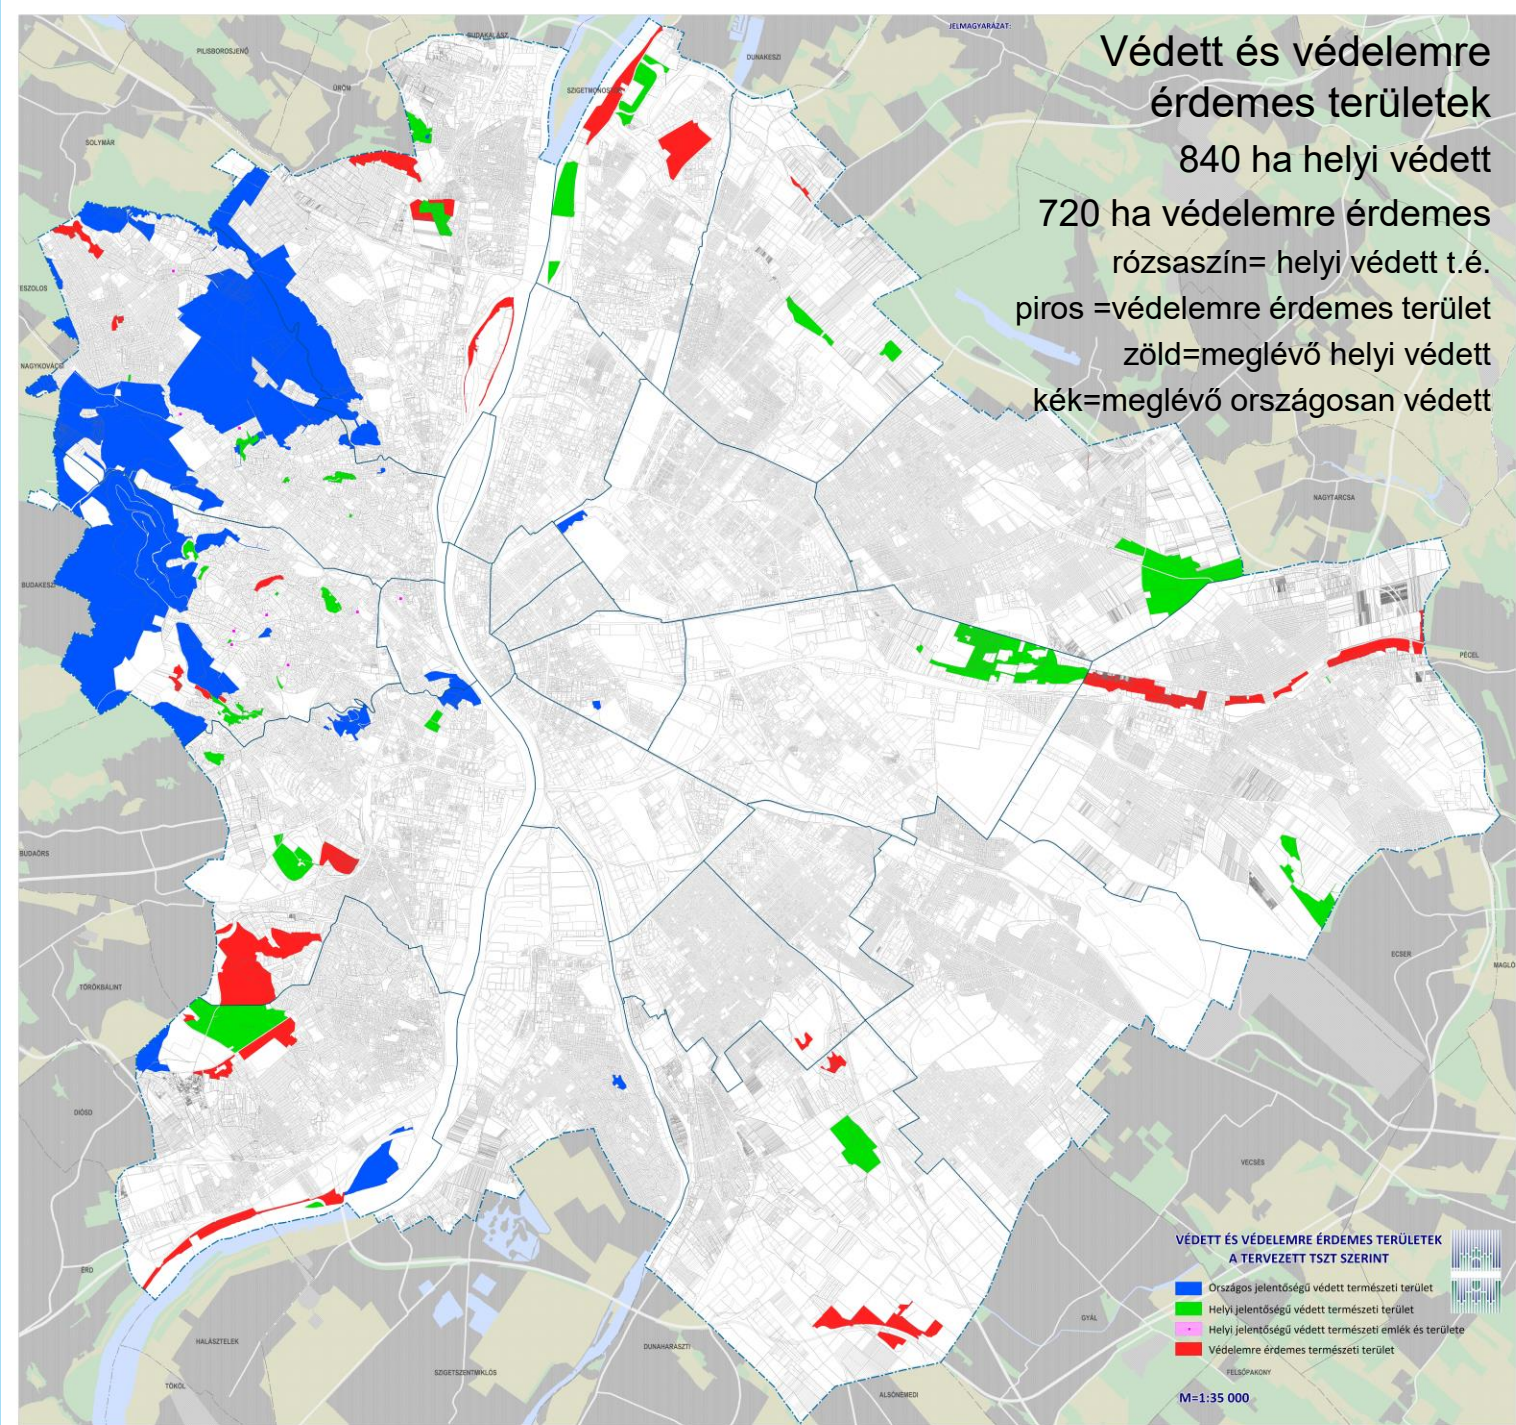 JELMAGYARÁZAT:
Védett és védelemre
érdemes területek
840 ha helyi védett
720 ha védelemre érdemes
rózsaszín= helyi védett t.é.
piros =védelemre érdemes terület
zöld=meglévő helyi védett
kék=meglévő országosan védett
BUDAKALÁSZ
PILISBOROSJENŐ
DUNAKESZI
ÜRÖM
SOLYMÁR
ESZOLOS
NAGYKOVÁCSI
NAGYTARCSA
BUDAKESZI
PÉCEL
BUDAÖRS
ECSER
MAGLÓ
TÖRÖKBÁLINT
DIÓSD
VECSÉS
ÉRD
GYÁL
HALÁSZTELEK
DUNAHARASZTI
SZIGETSZENTMIKLÓS
FELSŐPAKONY
TÖKÖL
ALSÓNÉMEDI
VÉDETT ÉS VÉDELEMRE ÉRDEMES TERÜLETEK
A TERVEZETT TSZT SZERINT
Országos jelentőségű védett természeti terület
Helyi jelentőségű védett természeti terület
Helyi jelentőségű védett természeti emlék és területe
Védelemre érdemes természeti terület
M=1:35 000